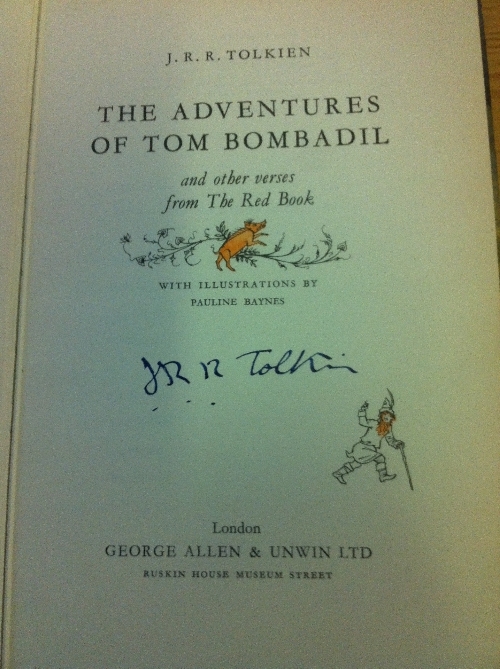 J. R. R. TOLKIEN
THE ADVENTURES
OF TOM BOMBADIL
and other verses
from The Red Book
WITH ILLUSTRATIONS BY
PAULINE BAYNES
J R R Tolkien
London
GEORGE ALLEN & UNWIN LTD
RUSKIN HOUSE MUSEUM STREET